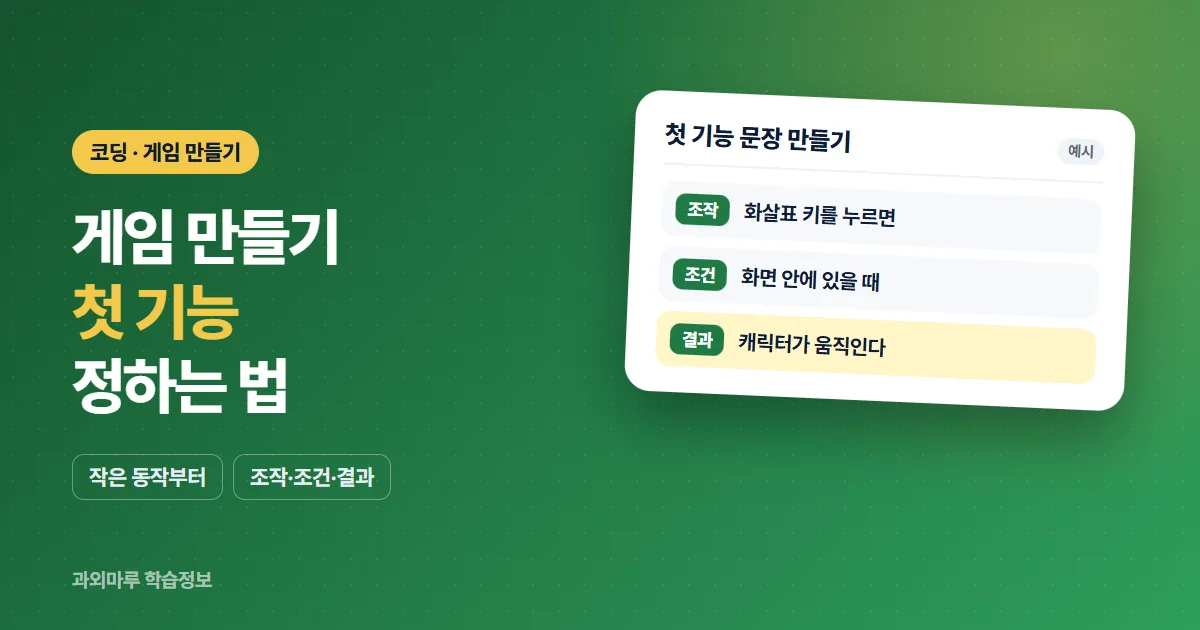 코딩 · 게임 만들기
게임 만들기
첫 기능
정하는 법
작은 동작부터
조작·조건·결과
과외마루 학습정보
첫 기능 문장 만들기
예시
조작 화살표 키를 누르면
조건 화면 안에 있을 때
결과 캐릭터가 움직인다